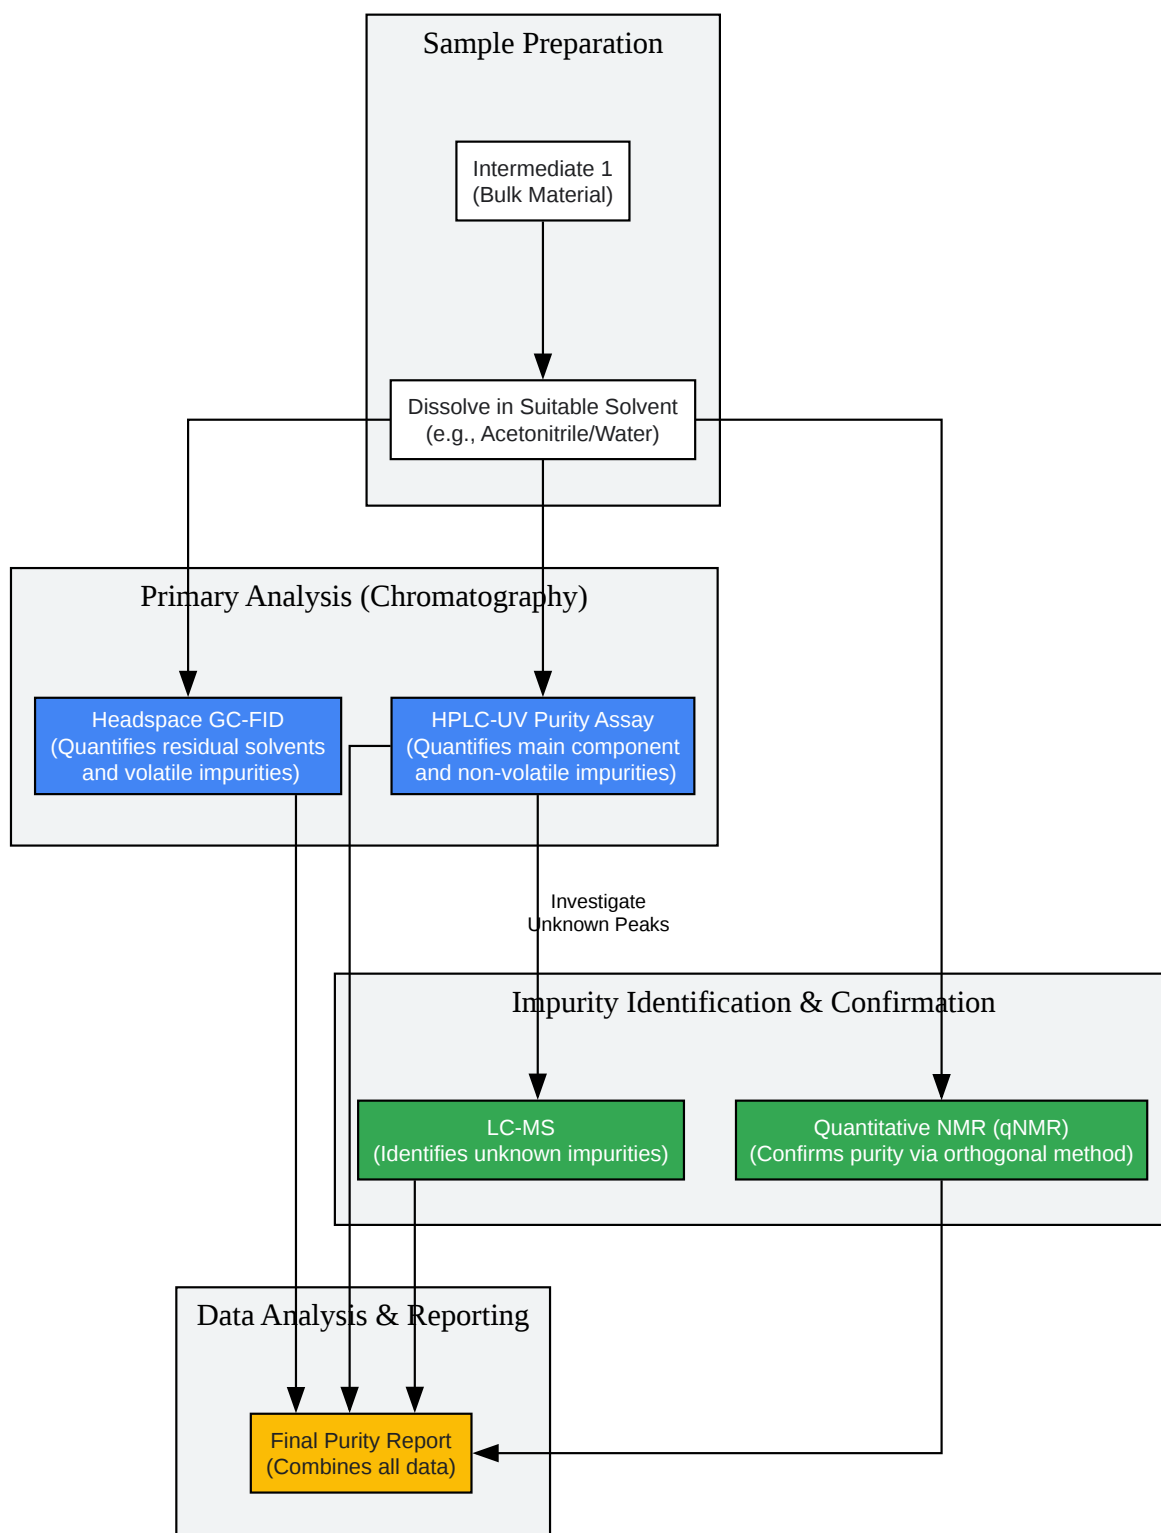 Sample Preparation
Intermediate 1
(Bulk Material)
Dissolve in Suitable Solvent
(e.g., Acetonitrile/Water)
Primary Analysis (Chromatography)
Headspace GC-FID
(Quantifies residual solvents
and volatile impurities)
HPLC-UV Purity Assay
(Quantifies main component
and non-volatile impurities)
Investigate
Unknown Peaks
Impurity Identification & Confirmation
LC-MS
(Identifies unknown impurities)
Quantitative NMR (qNMR)
(Confirms purity via orthogonal method)
Data Analysis & Reporting
Final Purity Report
(Combines all data)